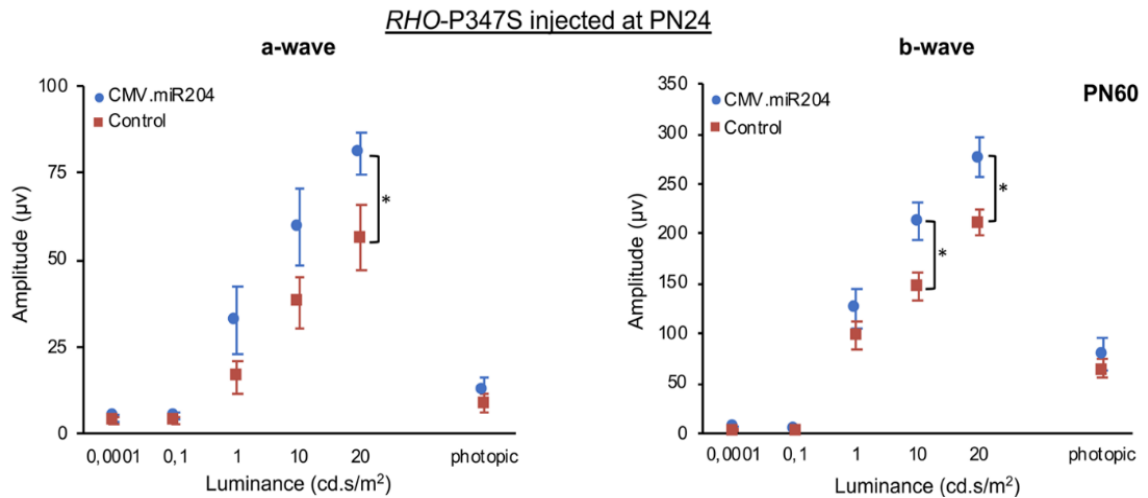 RHO-P347S injected at PN24
a-wave
100
75
50
25
0
Amplitude (μv)
CMV.miR204
Control
*
0,0001 0,1 1 10 20 photopic
Luminance (cd.s/m²)
b-wave
PN60
350
300
250
200
150
100
50
0
Amplitude (μv)
CMV.miR204
Control
*
*
0,0001 0,1 1 10 20 photopic
Luminance (cd.s/m²)